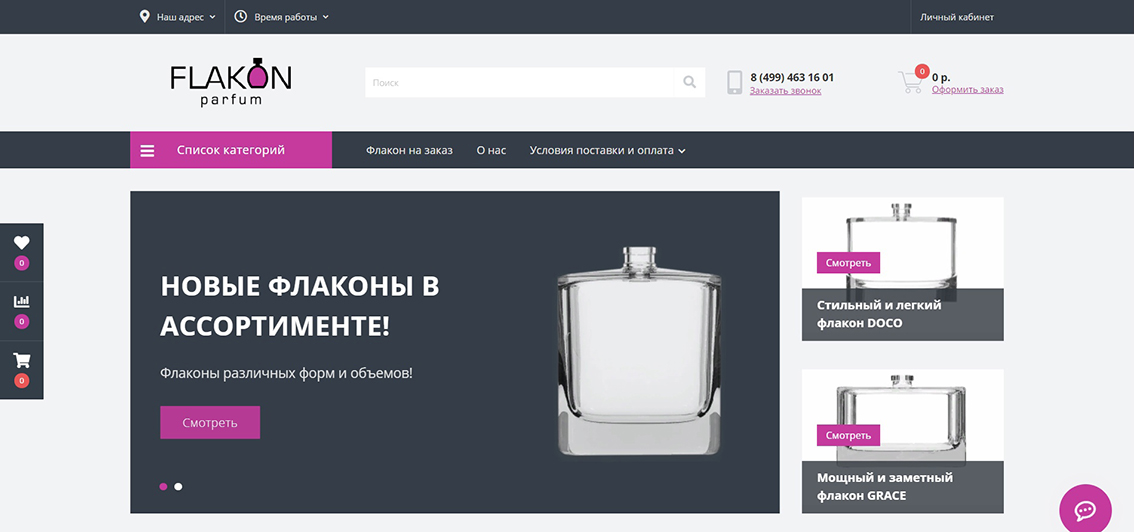 Наш адрес
Время работы
Личный кабинет
FLAKON
parfum
Поиск
8 (499) 463 16 01
Заказать звонок
0
0 р.
Оформить заказ
Список категорий
Флакон на заказ
О нас
Условия поставки и оплата
0
0
0
НОВЫЕ ФЛАКОНЫ В
АССОРТИМЕНТЕ!
Флаконы различных форм и объемов!
Смотреть
Смотреть
Стильный и легкий
флакон DOCO
Смотреть
Мощный и заметный
флакон GRACE